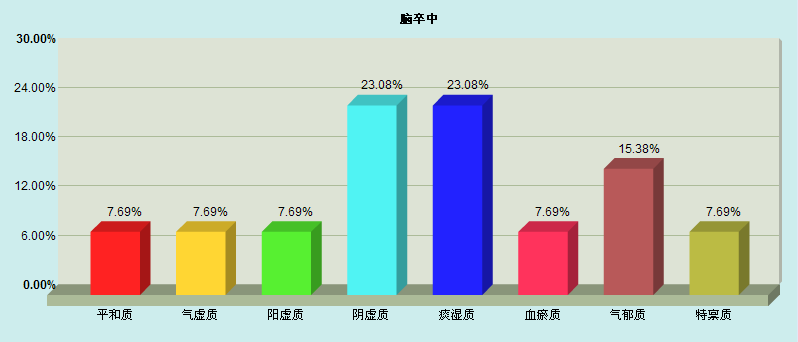 脑卒中
30.00%
24.00%
18.00%
12.00%
6.00%
0.00%
7.69%
7.69%
7.69%
23.08%
23.08%
7.69%
15.38%
7.69%
平和质
气虚质
阳虚质
阴虚质
痰湿质
血瘀质
气郁质
特禀质